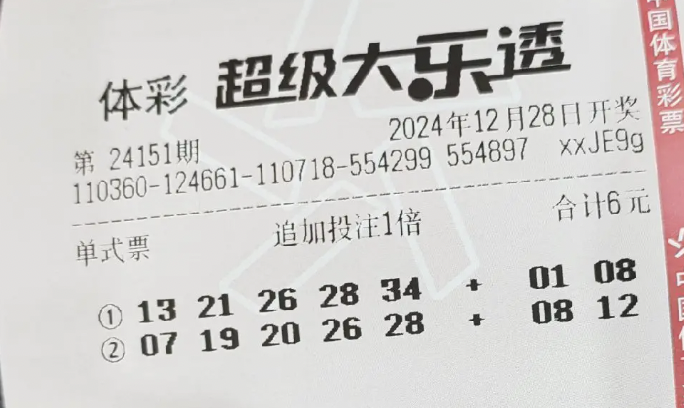 体彩 超级大乐透
第 24151期 2024年12月28日开奖
110360-124661-110718-554299 554897 xxJE9g
单式票 追加投注1倍 合计6元
① 13 21 26 28 34 + 01 08
② 07 19 20 26 28 + 08 12
中国体育彩票